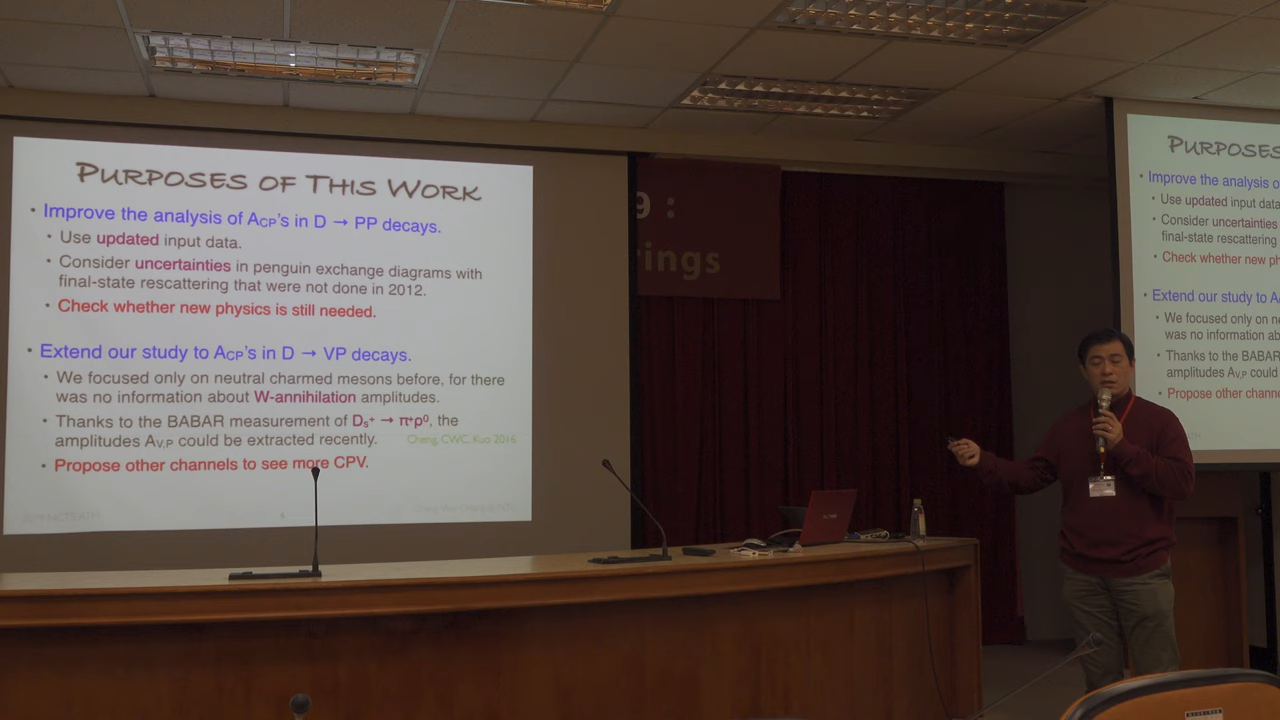 PURPOSES OF THIS WORK
• Improve the analysis of ACP's in D → PP decays.
• Use updated input data.
• Consider uncertainties in penguin exchange diagrams with
final-state rescattering that were not done in 2012.
• Check whether new physics is still needed.
• Extend our study to ACP's in D → VP decays.
• We focused only on neutral charmed mesons before, for there
was no information about W-annihilation amplitudes.
• Thanks to the BABAR measurement of Ds+ → π+ρ0, the
amplitudes AV,P could be extracted recently. Cheng, CWC, Kuo 2016
• Propose other channels to see more CPV.
6
9 :
rings
PURPOSES
• Improve the analysis o
• Use updated input data
• Consider uncertainties
final-state rescattering
• Check whether new ph
• Extend our study to A
• We focused only on ne
was no information ab
• Thanks to the BABAR
amplitudes AV,P could
• Propose other chann